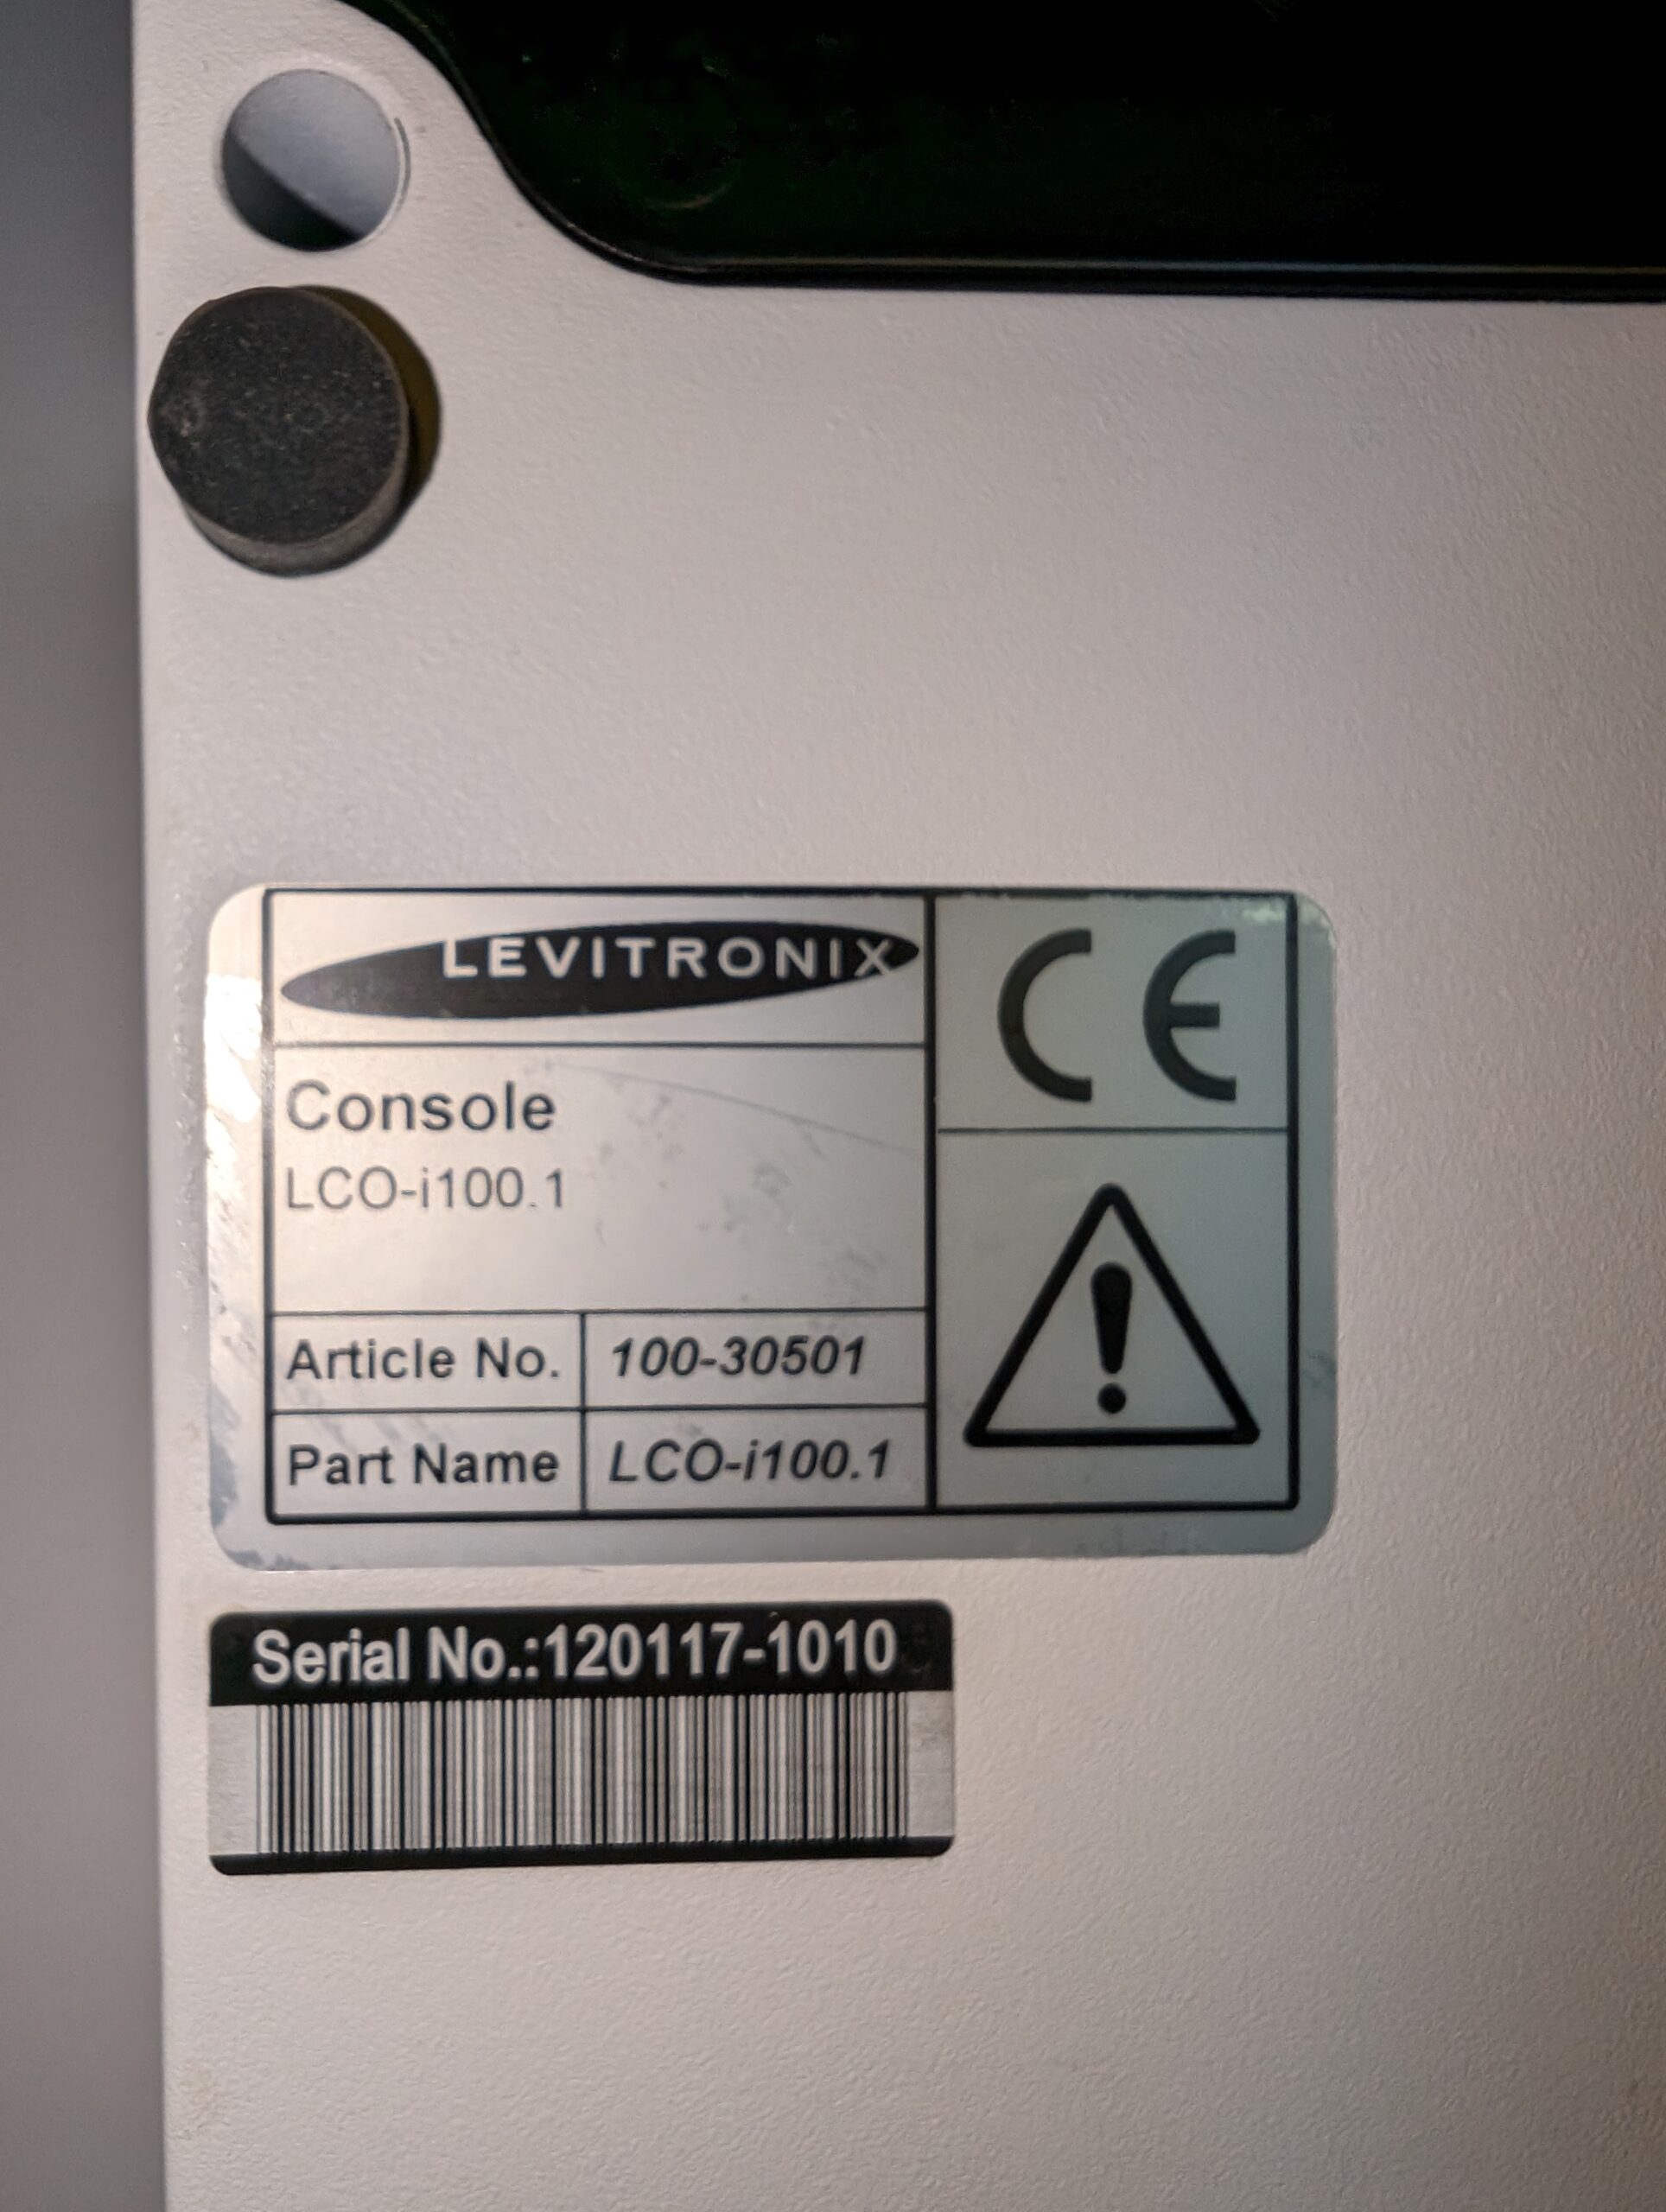 LEVITRONIX
CE
Console
LCO-i100.1
Article No. 100-30501
Part Name LCO-i100.1
Serial No.:120117-1010